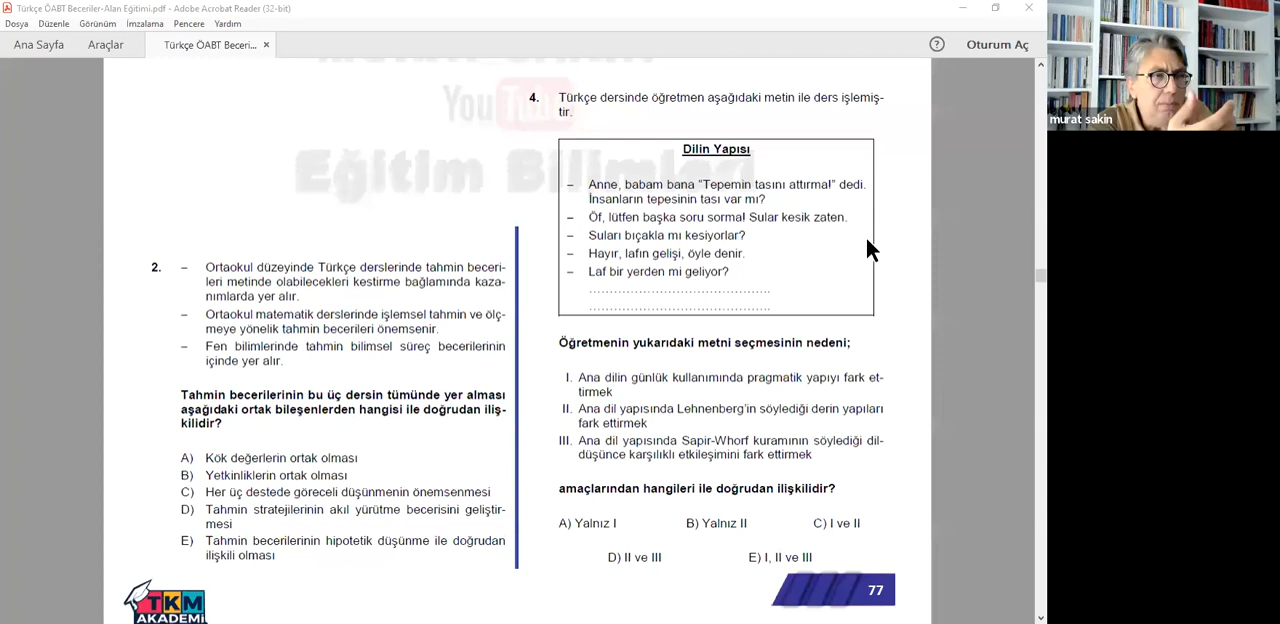 Türkçe ÖABT Beceriler-Alan Eğitimi.pdf - Adobe Acrobat Reader (32-bit)
Dosya Düzenle Görünüm İmzalama Pencere Yardım
Ana Sayfa Araçlar Türkçe ÖABT Beceri... × ? Oturum Aç
murat sakin
YouTube
Eğitim Bilimleri
2. – Ortaokul düzeyinde Türkçe derslerinde tahmin beceri-
leri metinde olabilecekleri kestirme bağlamında kaza-
nımlarda yer alır.
– Ortaokul matematik derslerinde işlemsel tahmin ve ölç-
meye yönelik tahmin becerileri önemsenir.
– Fen bilimlerinde tahmin bilimsel süreç becerilerinin
içinde yer alır.
Tahmin becerilerinin bu üç dersin tümünde yer alması
aşağıdaki ortak bileşenlerden hangisi ile doğrudan iliş-
kilidir?
A) Kök değerlerin ortak olması
B) Yetkinliklerin ortak olması
C) Her üç destede göreceli düşünmenin önemsenmesi
D) Tahmin stratejilerinin akıl yürütme becerisini geliştir-
mesi
E) Tahmin becerilerinin hipotetik düşünme ile doğrudan
ilişkili olması
TKM
AKADEMİ
4. Türkçe dersinde öğretmen aşağıdaki metin ile ders işlemiş-
tir.
Dilin Yapısı
– Anne, babam bana “Tepemin tasını attırma!” dedi.
İnsanların tepesinin tası var mı?
– Öf, lütfen başka soru sorma! Sular kesik zaten.
– Suları bıçakla mı kesiyorlar?
– Hayır, lafın gelişi, öyle denir.
– Laf bir yerden mi geliyor?
............................................
............................................
Öğretmenin yukarıdaki metni seçmesinin nedeni;
I. Ana dilin günlük kullanımında pragmatik yapıyı fark et-
tirmek
II. Ana dil yapısında Lehnenberg’in söylediği derin yapıları
fark ettirmek
III. Ana dil yapısında Sapir-Whorf kuramının söylediği dil-
düşünce karşılıklı etkileşimini fark ettirmek
amaçlarından hangileri ile doğrudan ilişkilidir?
A) Yalnız I B) Yalnız II C) I ve II
D) II ve III E) I, II ve III
77